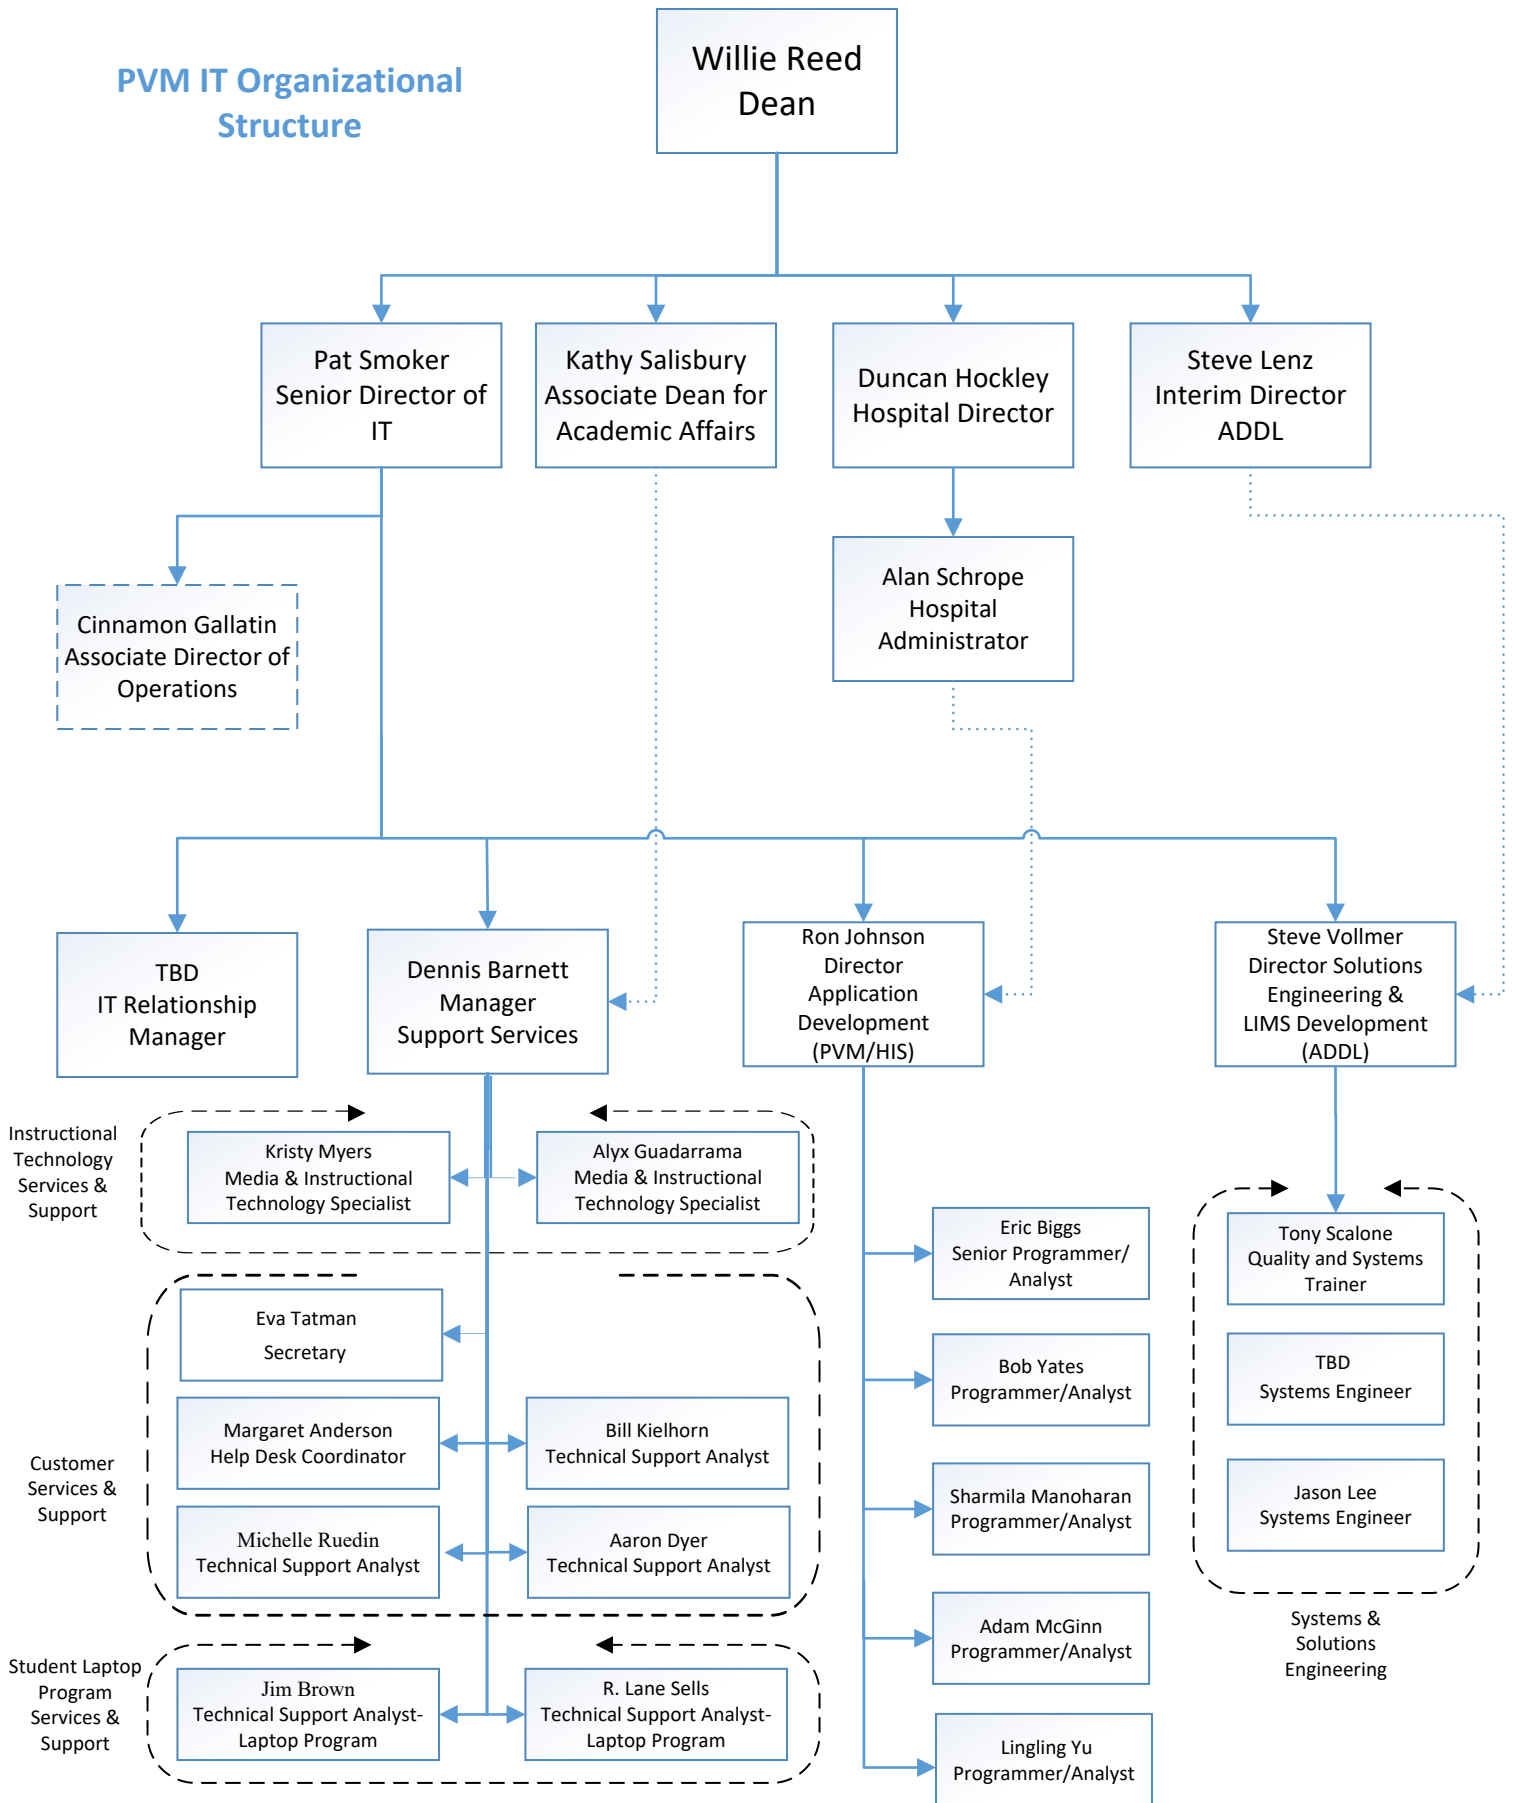 PVM IT Organizational
Structure
Willie Reed
Dean
Pat Smoker
Senior Director of
IT
Kathy Salisbury
Associate Dean for
Academic Affairs
Duncan Hockley
Hospital Director
Steve Lenz
Interim Director
ADDL
Cinnamon Gallatin
Associate Director of
Operations
Alan Schrope
Hospital
Administrator
TBD
IT Relationship
Manager
Dennis Barnett
Manager
Support Services
Ron Johnson
Director
Application
Development
(PVM/HIS)
Steve Vollmer
Director Solutions
Engineering &
LIMS Development
(ADDL)
Instructional
Technology
Services &
Support
Kristy Myers
Media & Instructional
Technology Specialist
Alyx Guadarrama
Media & Instructional
Technology Specialist
Eva Tatman
Secretary
Customer
Services &
Support
Margaret Anderson
Help Desk Coordinator
Bill Kielhorn
Technical Support Analyst
Michelle Ruedin
Technical Support Analyst
Aaron Dyer
Technical Support Analyst
Student Laptop
Program
Services &
Support
Jim Brown
Technical Support Analyst-
Laptop Program
R. Lane Sells
Technical Support Analyst-
Laptop Program
Eric Biggs
Senior Programmer/
Analyst
Bob Yates
Programmer/Analyst
Sharmila Manoharan
Programmer/Analyst
Adam McGinn
Programmer/Analyst
Lingling Yu
Programmer/Analyst
Tony Scalone
Quality and Systems
Trainer
TBD
Systems Engineer
Jason Lee
Systems Engineer
Systems &
Solutions
Engineering